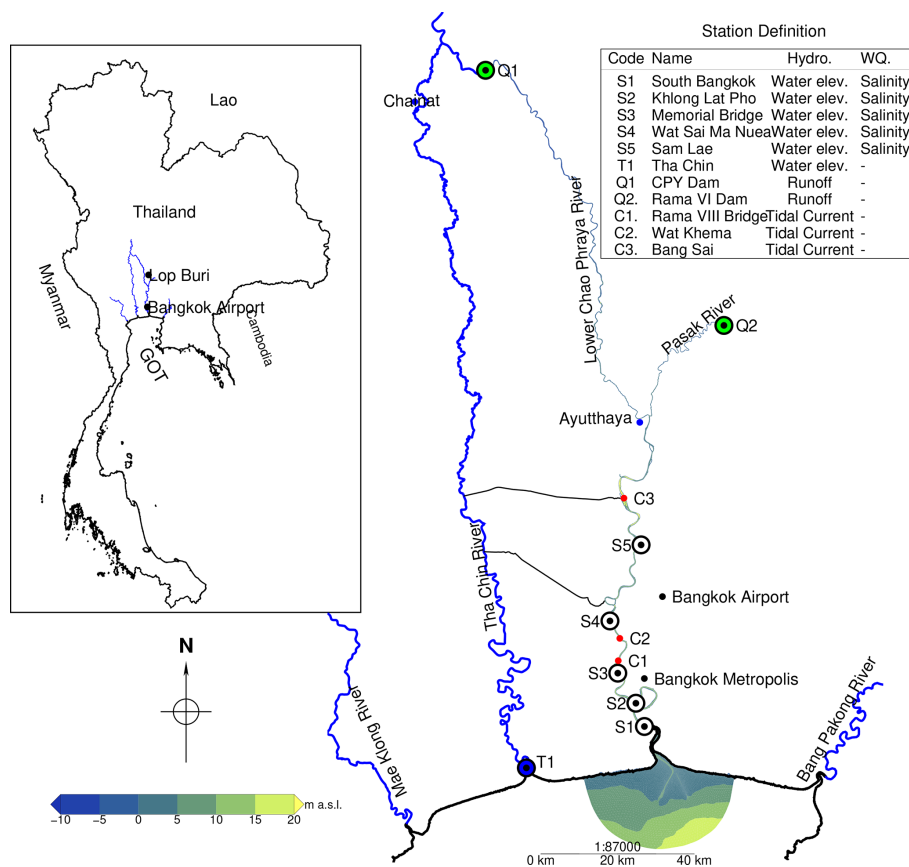 Station Definition
Code Name Hydro. WQ.
S1 South Bangkok Water elev. Salinity
S2 Khlong Lat Pho Water elev. Salinity
S3 Memorial Bridge Water elev. Salinity
S4 Wat Sai Ma Nuea Water elev. Salinity
S5 Sam Lae Water elev. Salinity
T1 Tha Chin Water elev. -
Q1 CPY Dam Runoff -
Q2. Rama VI Dam Runoff -
C1. Rama VIII Bridge Tidal Current -
C2. Wat Khema Tidal Current -
C3. Bang Sai Tidal Current -
Lao
Thailand
Myanmar
Lop Buri
Bangkok Airport
Cambodia
GOT
Q1
Chainat
Lower Chao Phraya River
Pasak River
Q2
Ayutthaya
C3
S5
Tha Chin River
Bangkok Airport
S4
C2
C1
S3
Bangkok Metropolis
S2
S1
Mae Klong River
T1
Bang Pakong River
N
m a.s.l.
−10 −5 0 5 10 15 20
1:87000
0 km 20 km 40 km